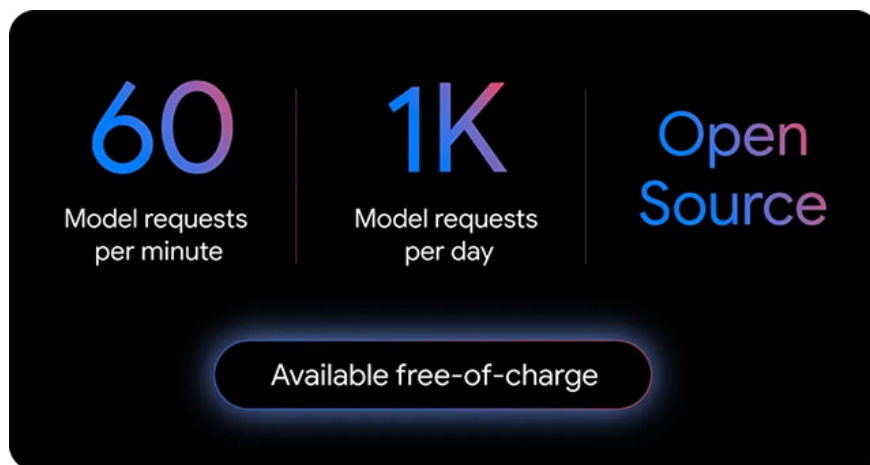 60
Model requests
per minute
1K
Model requests
per day
Open
Source
Available free-of-charge